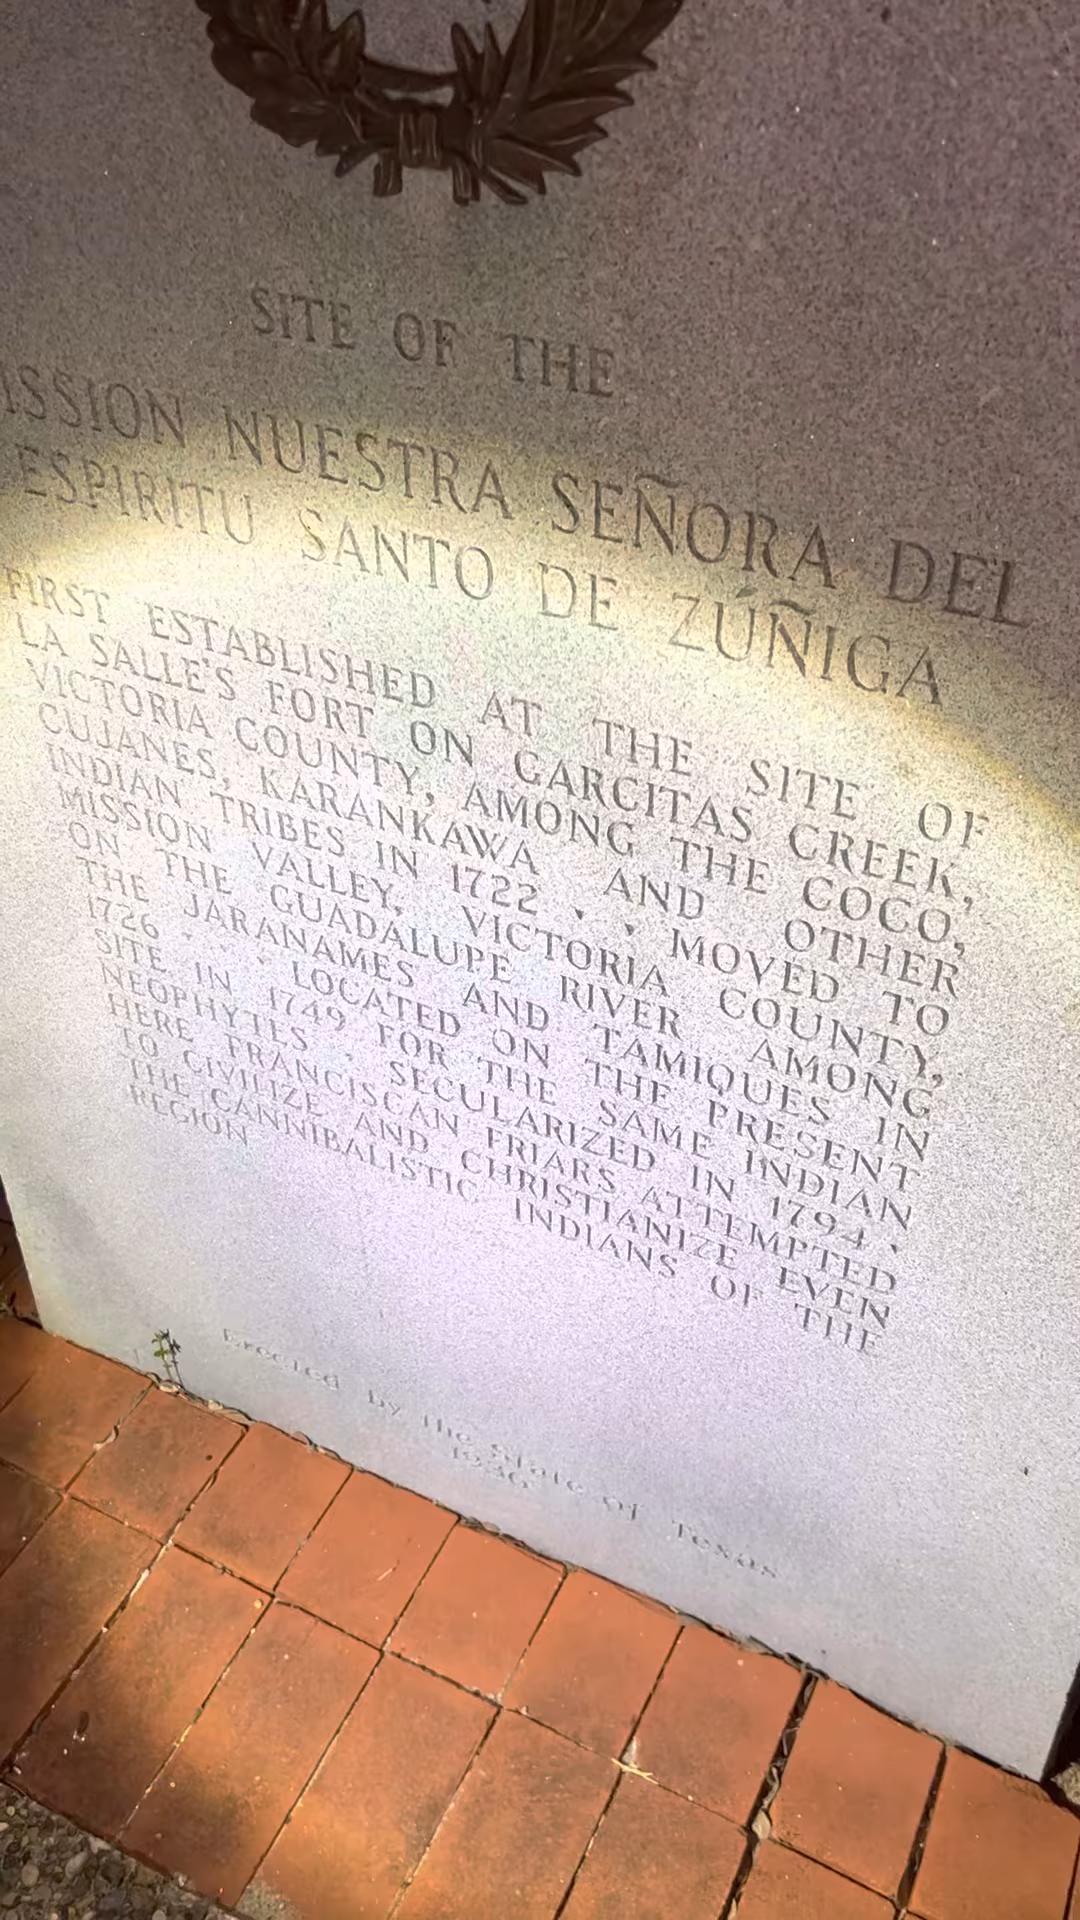 SITE OF THE
ISSION NUESTRA SEÑORA DEL
ESPIRITU SANTO DE ZÚÑIGA
FIRST ESTABLISHED AT THE SITE OF
LA SALLE'S FORT ON GARCITAS CREEK,
VICTORIA COUNTY, AMONG THE COCO,
CUJANES, KARANKAWA AND OTHER
INDIAN TRIBES IN 1722 . . MOVED TO
MISSION VALLEY, VICTORIA COUNTY,
ON THE GUADALUPE RIVER AMONG
THE JARANAMES AND TAMIQUES IN
1726 . . . LOCATED ON THE PRESENT
SITE IN 1749 FOR THE SAME INDIAN
NEOPHYTES . SECULARIZED IN 1794 .
HERE FRANCISCAN FRIARS ATTEMPTED
TO CIVILIZE AND CHRISTIANIZE EVEN
THE CANNIBALISTIC INDIANS OF THE
REGION
Erected by the State of Texas
1936